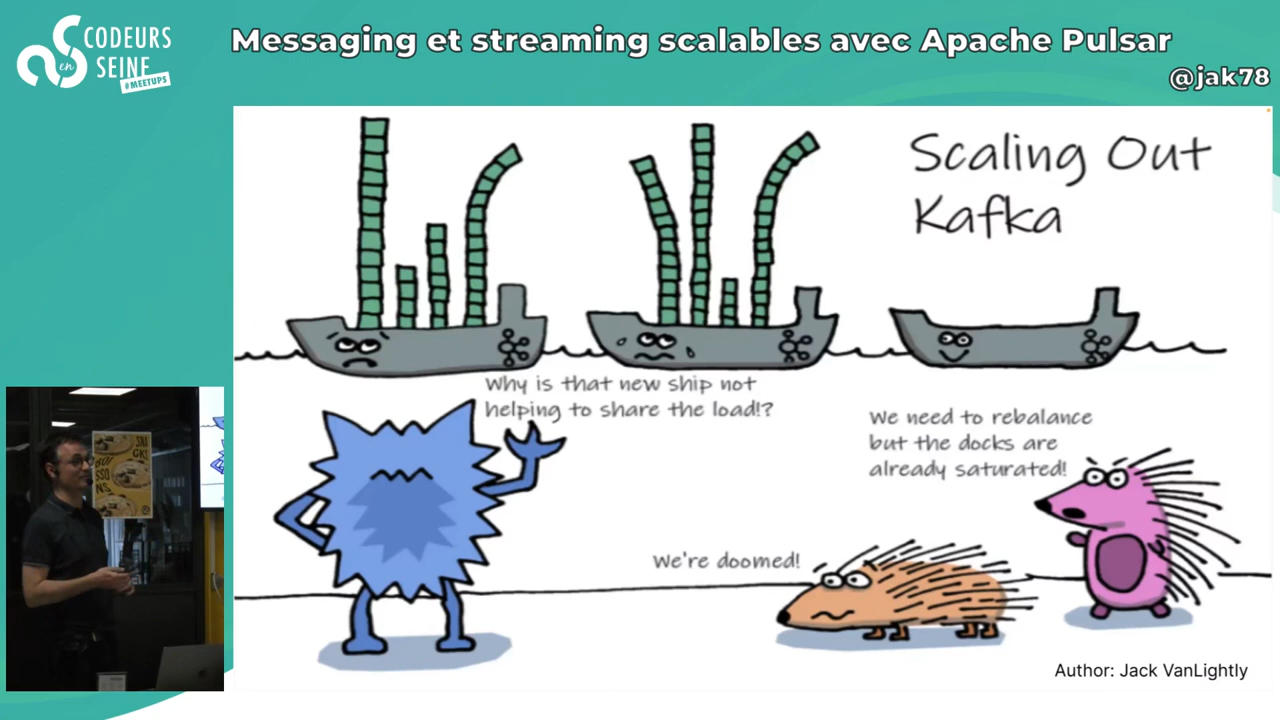 CODEURS
en
SEINE
#MEETUPS
Messaging et streaming scalables avec Apache Pulsar
@jak78
Scaling Out
Kafka
Why is that new ship not
helping to share the load!?
We need to rebalance
but the docks are
already saturated!
We're doomed!
Author: Jack VanLightly